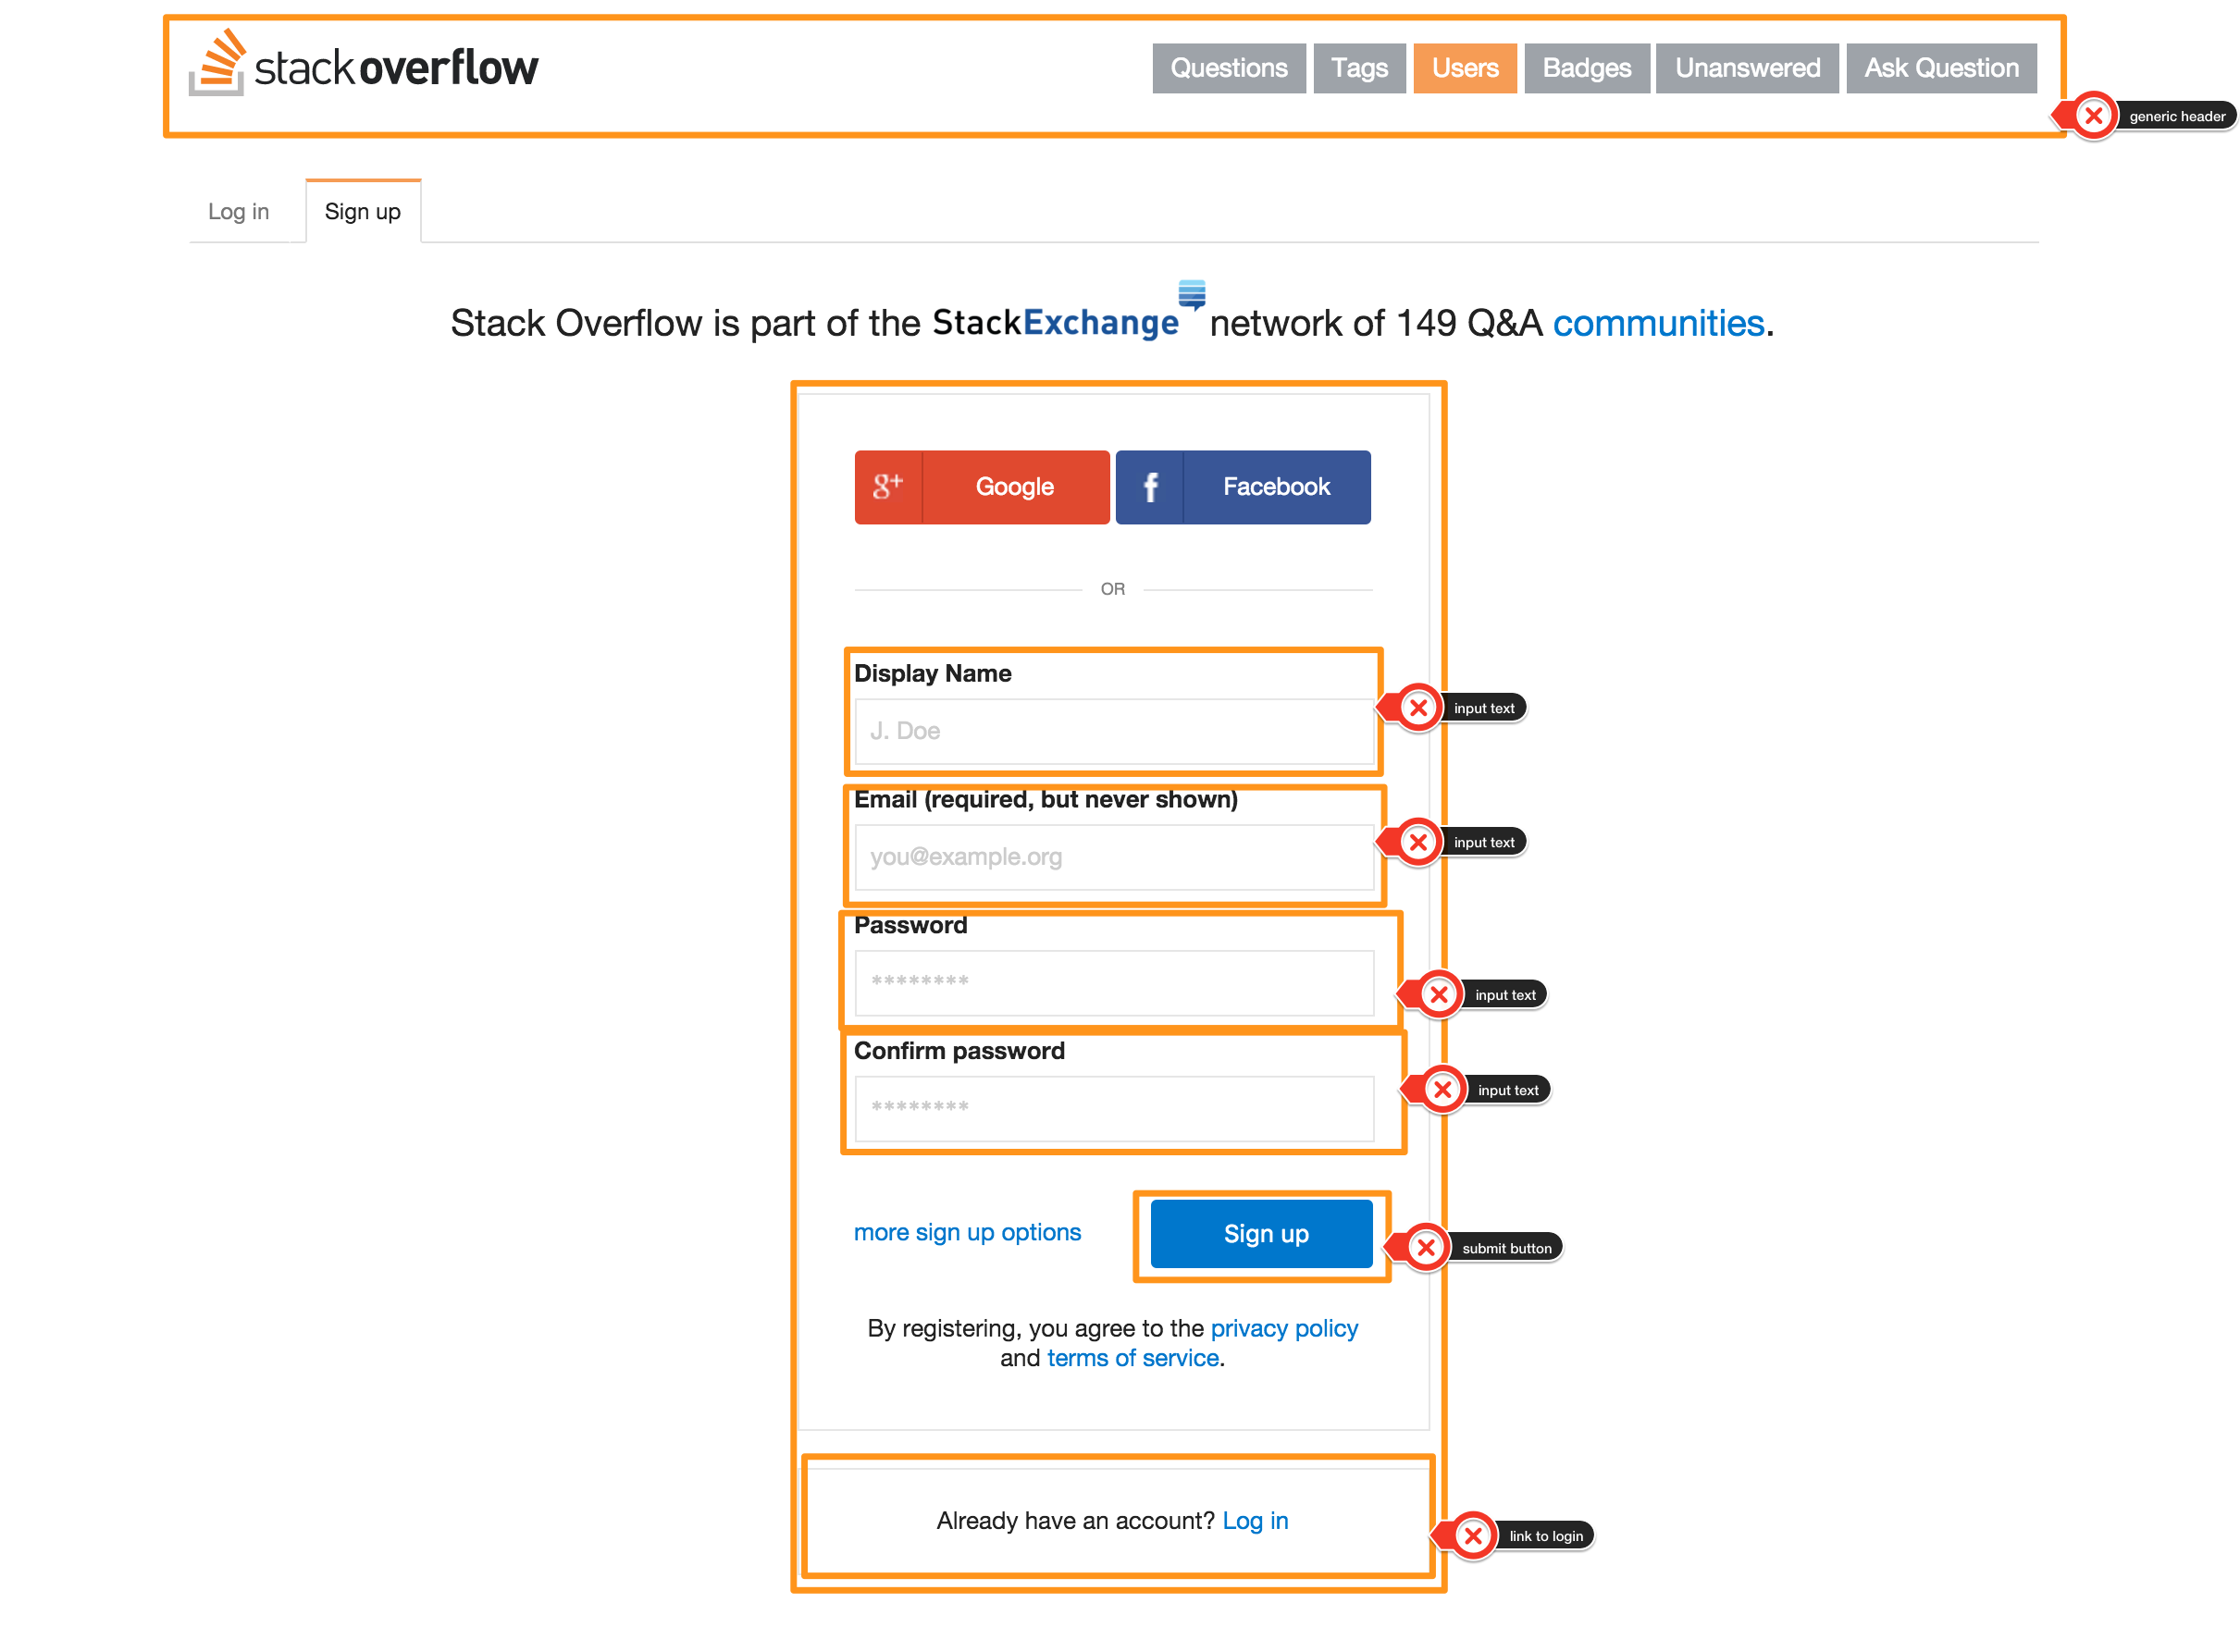 stackoverflow
Questions Tags Users Badges Unanswered Ask Question
generic header
Log in Sign up
Stack Overflow is part of the StackExchange network of 149 Q&A communities.
g+ Google f Facebook
OR
Display Name
input text
J. Doe
Email (required, but never shown)
input text
you@example.org
Password
********
input text
Confirm password
input text
********
more sign up options Sign up
submit button
By registering, you agree to the privacy policy
and terms of service.
Already have an account? Log in
link to login